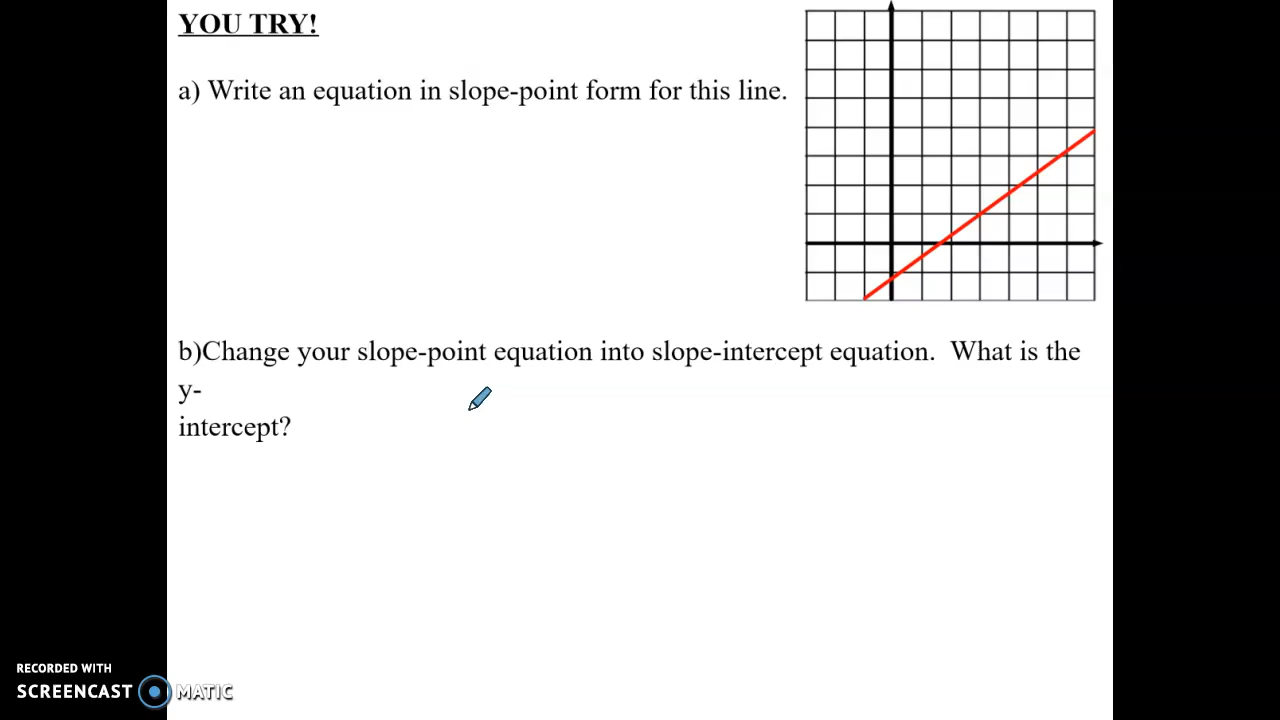 YOU TRY!
a) Write an equation in slope-point form for this line.
b)Change your slope-point equation into slope-intercept equation.  What is the
y-
intercept?
RECORDED WITH
SCREENCAST MATIC